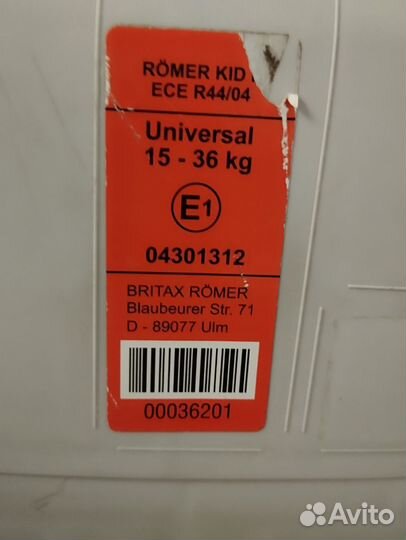 RÖMER KID
ECE R44/04
Universal
15 - 36 kg
E1
04301312
BRITAX RÖMER
Blaubeurer Str. 71
D - 89077 Ulm
00036201
Avito